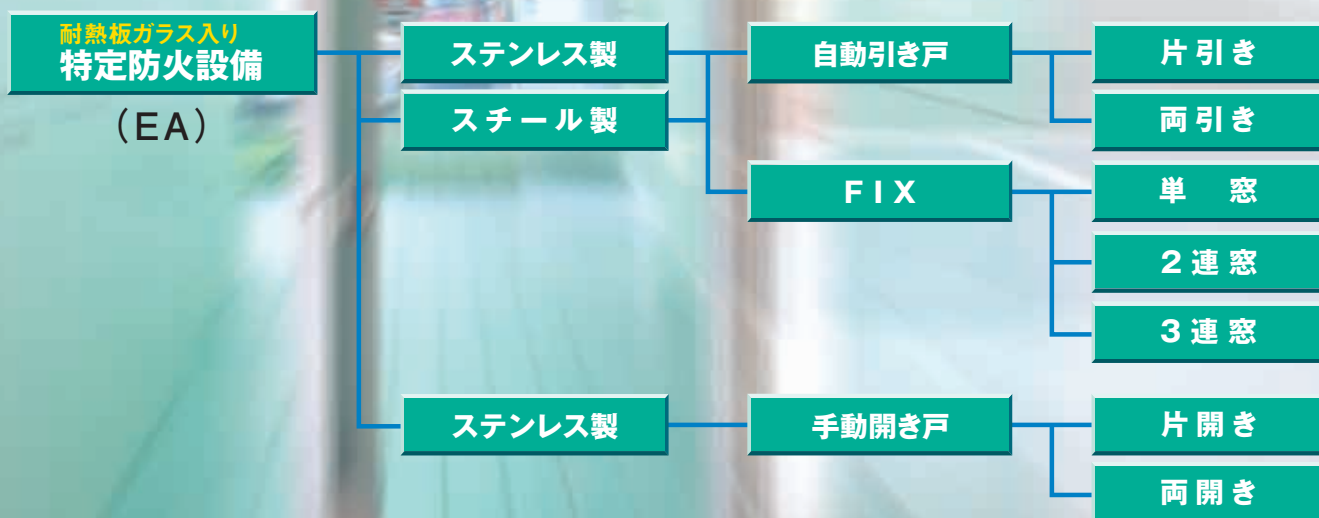 耐熱板ガラス入り
特定防火設備
（EA）
ステンレス製
スチール製
自動引き戸
FIX
片引き
両引き
単　窓
2連窓
3連窓
ステンレス製
手動開き戸
片開き
両開き